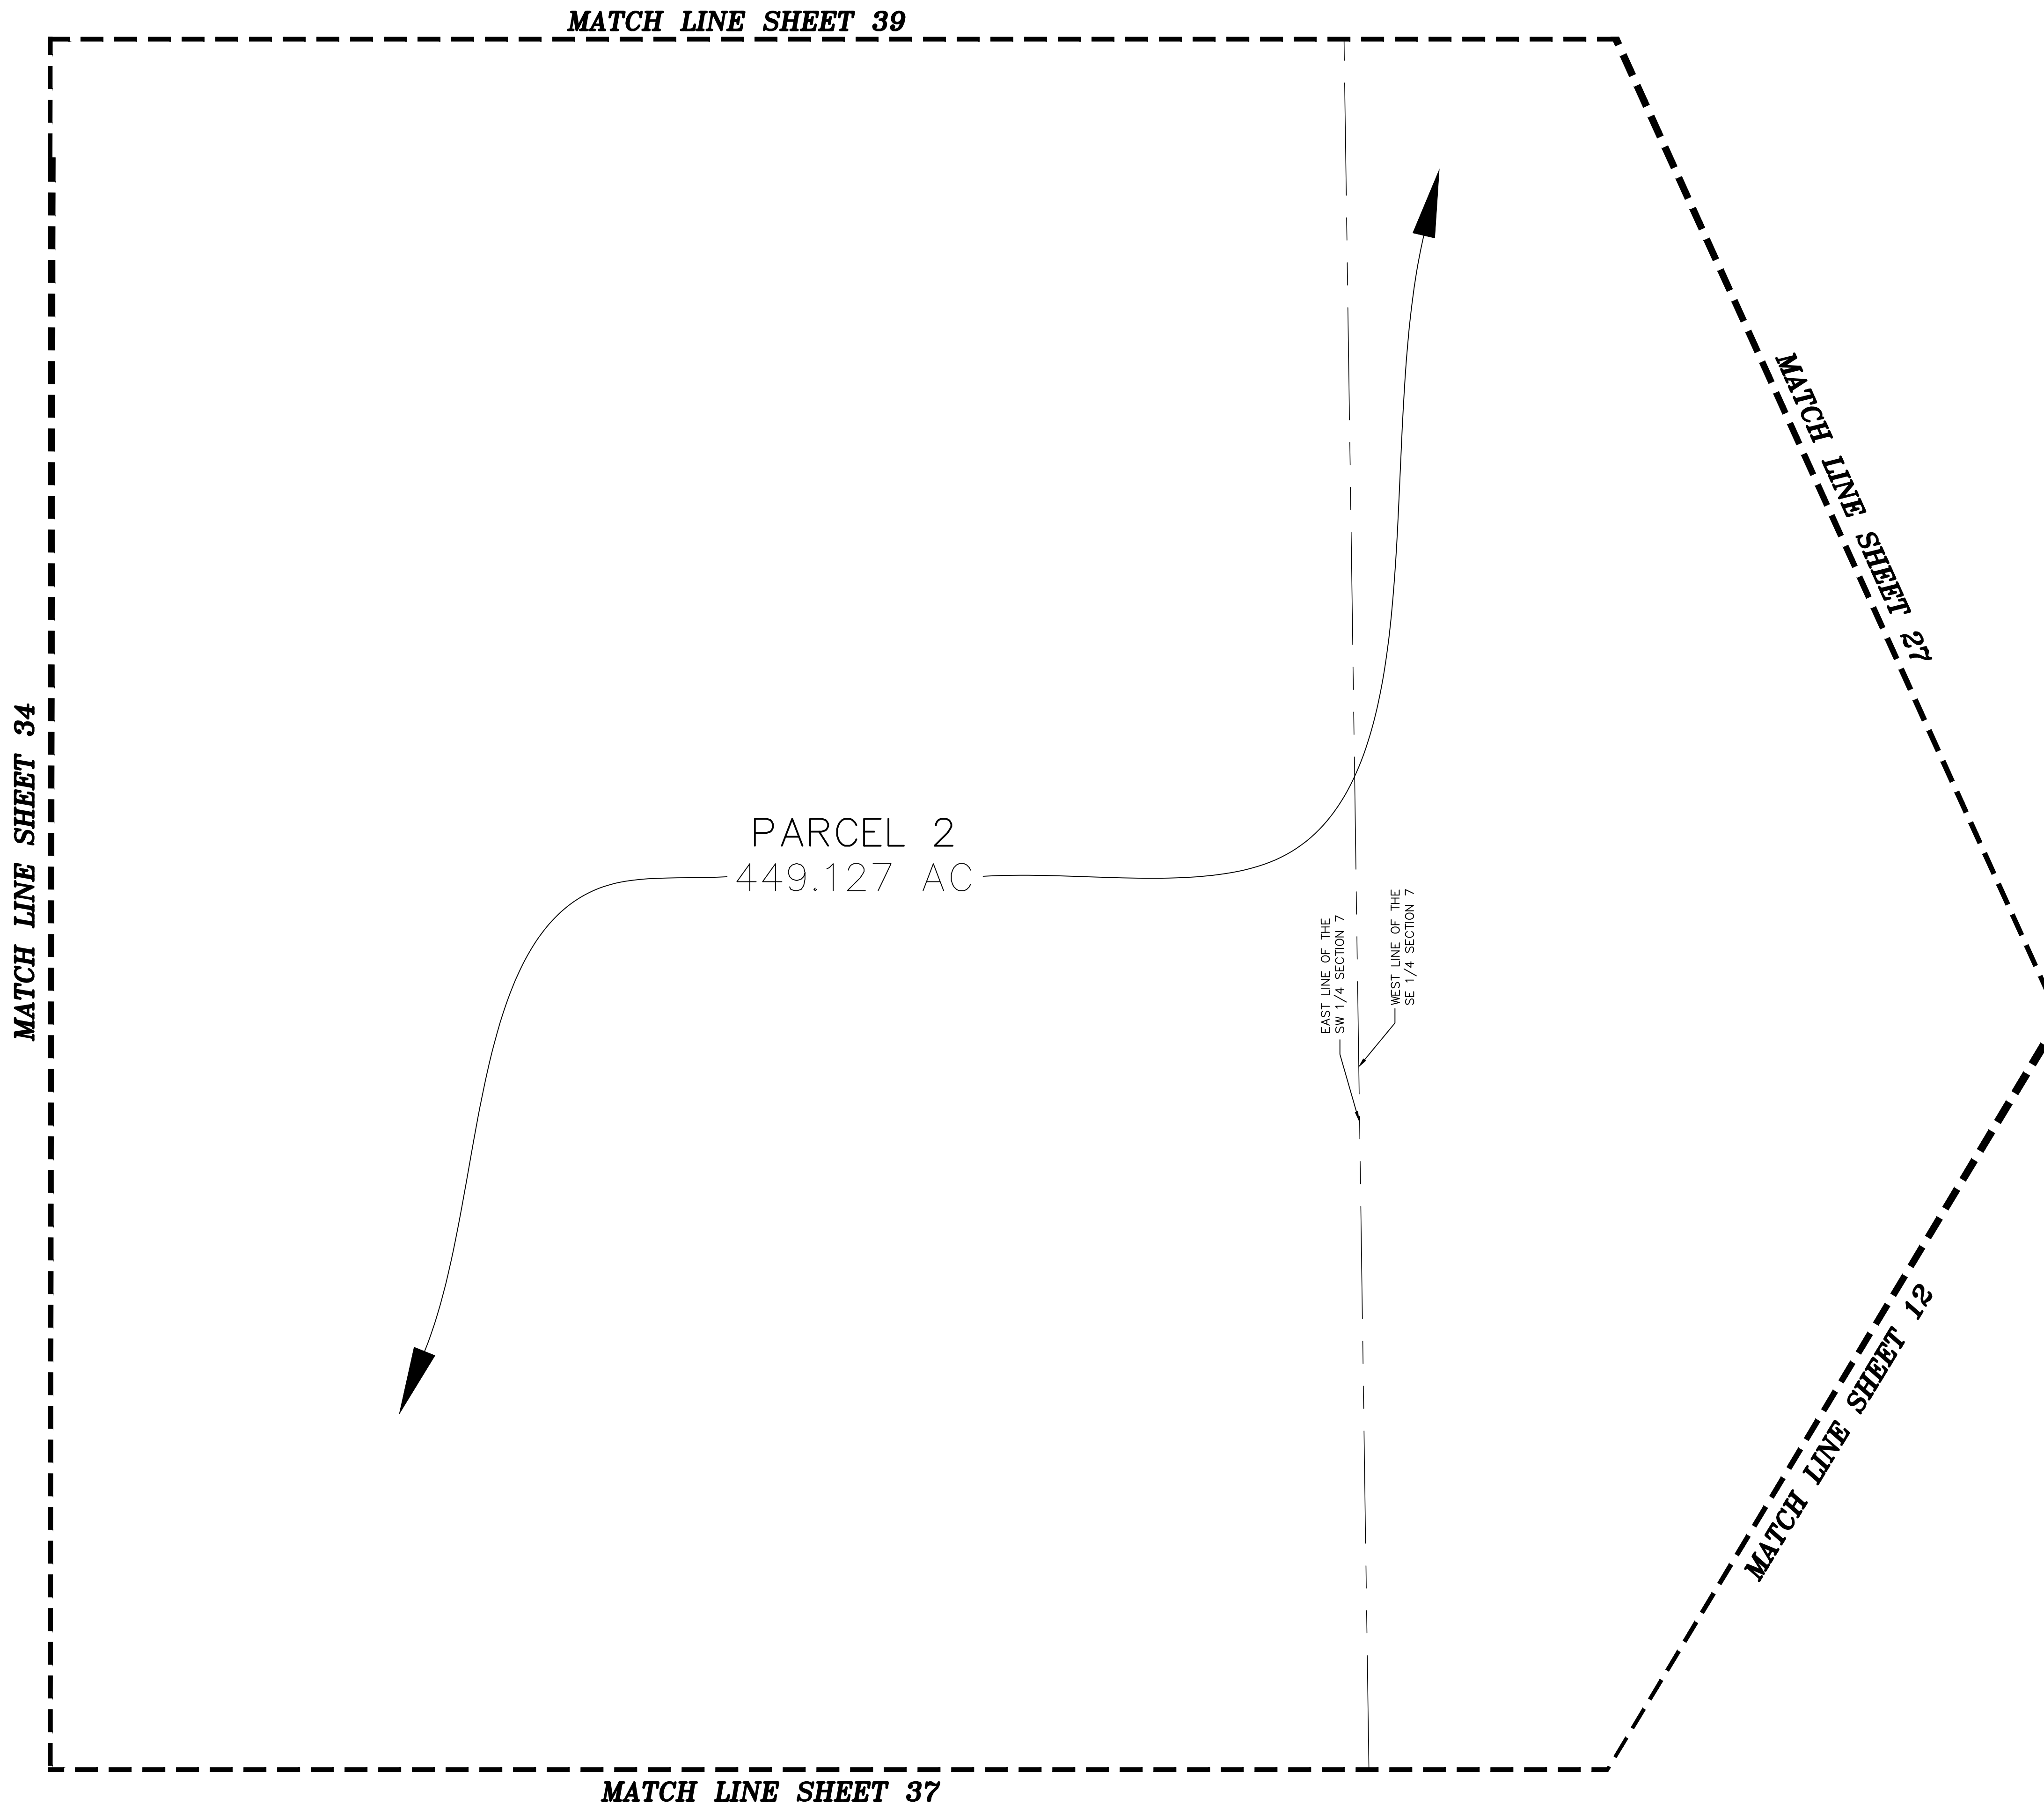 MATCH LINE SHEET 39
MATCH LINE SHEET 27
MATCH LINE SHEET 34
PARCEL 2
449.127 AC
EAST LINE OF THE
SW 1/4 SECTION 7
WEST LINE OF THE
SE 1/4 SECTION 7
MATCH LINE SHEET 12
MATCH LINE SHEET 37